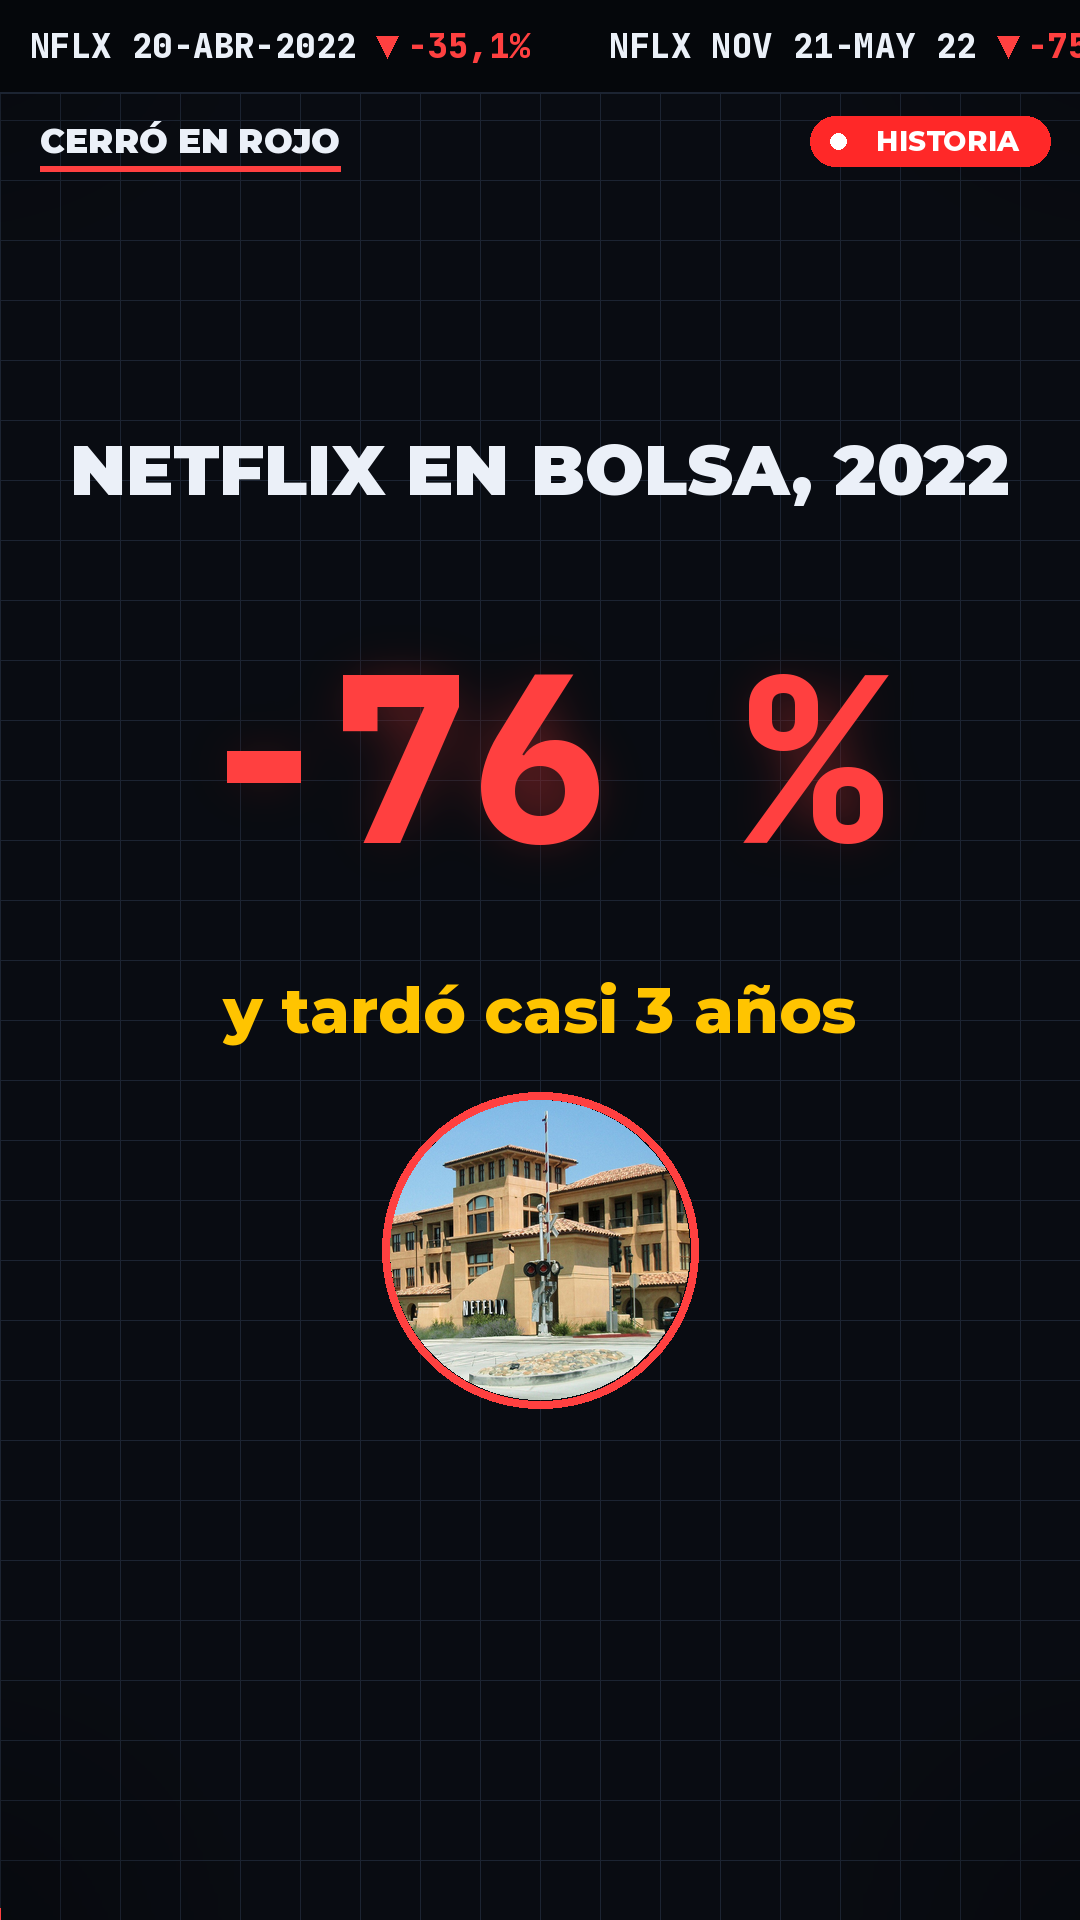 NFLX 20-ABR-2022 ▼-35,1% NFLX NOV 21-MAY 22 ▼-75
CERRÓ EN ROJO
HISTORIA
NETFLIX EN BOLSA, 2022
-76 %
y tardó casi 3 años
NETFLIX